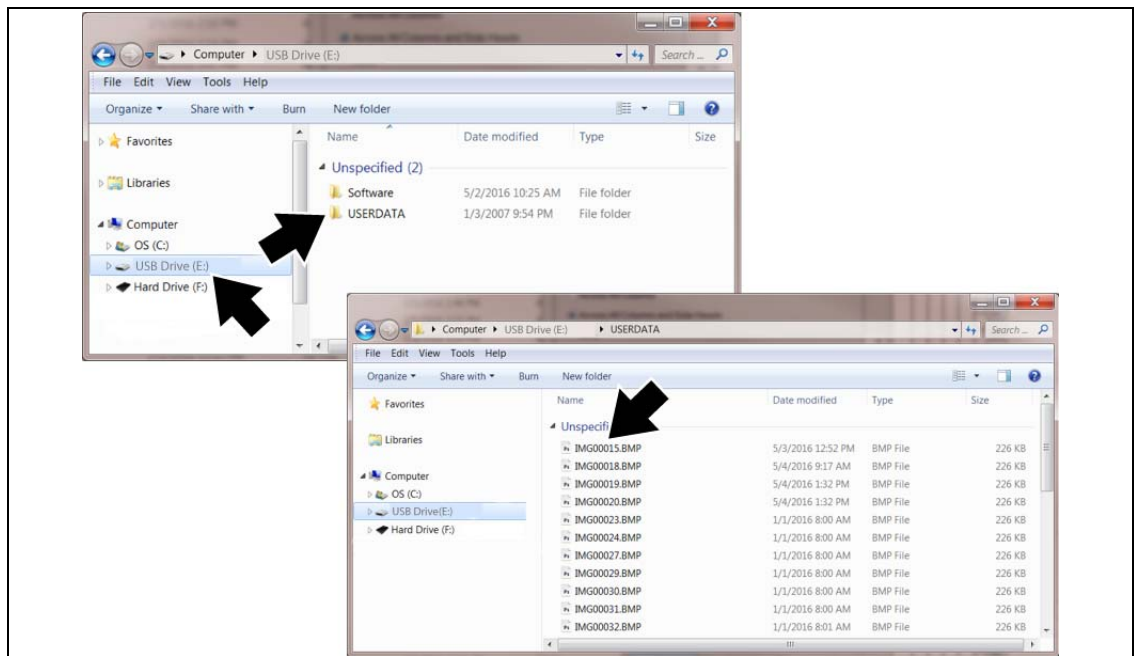 Computer ▸ USB Drive (E:)
Search ...
File Edit View Tools Help
Organize Share with Burn New folder
Favorites
Libraries
Computer
OS (C:)
USB Drive (E:)
Hard Drive (F:)
Name Date modified Type Size
Unspecified (2)
Software 5/2/2016 10:25 AM File folder
USERDATA 1/3/2007 9:54 PM File folder
Computer ▸ USB Drive (E:) ▸ USERDATA
Search ...
File Edit View Tools Help
Organize Share with Burn New folder
Favorites
Libraries
Computer
OS (C:)
USB Drive(E:)
Hard Drive (F:)
Name Date modified Type Size
Unspecifi
IMG00015.BMP 5/3/2016 12:52 PM BMP File 226 KB
IMG00018.BMP 5/4/2016 9:17 AM BMP File 226 KB
IMG00019.BMP 5/4/2016 1:32 PM BMP File 226 KB
IMG00020.BMP 5/4/2016 1:32 PM BMP File 226 KB
IMG00023.BMP 1/1/2016 8:00 AM BMP File 226 KB
IMG00024.BMP 1/1/2016 8:00 AM BMP File 226 KB
IMG00027.BMP 1/1/2016 8:00 AM BMP File 226 KB
IMG00029.BMP 1/1/2016 8:00 AM BMP File 226 KB
IMG00030.BMP 1/1/2016 8:00 AM BMP File 226 KB
IMG00031.BMP 1/1/2016 8:00 AM BMP File 226 KB
IMG00032.BMP 1/1/2016 8:01 AM BMP File 226 KB